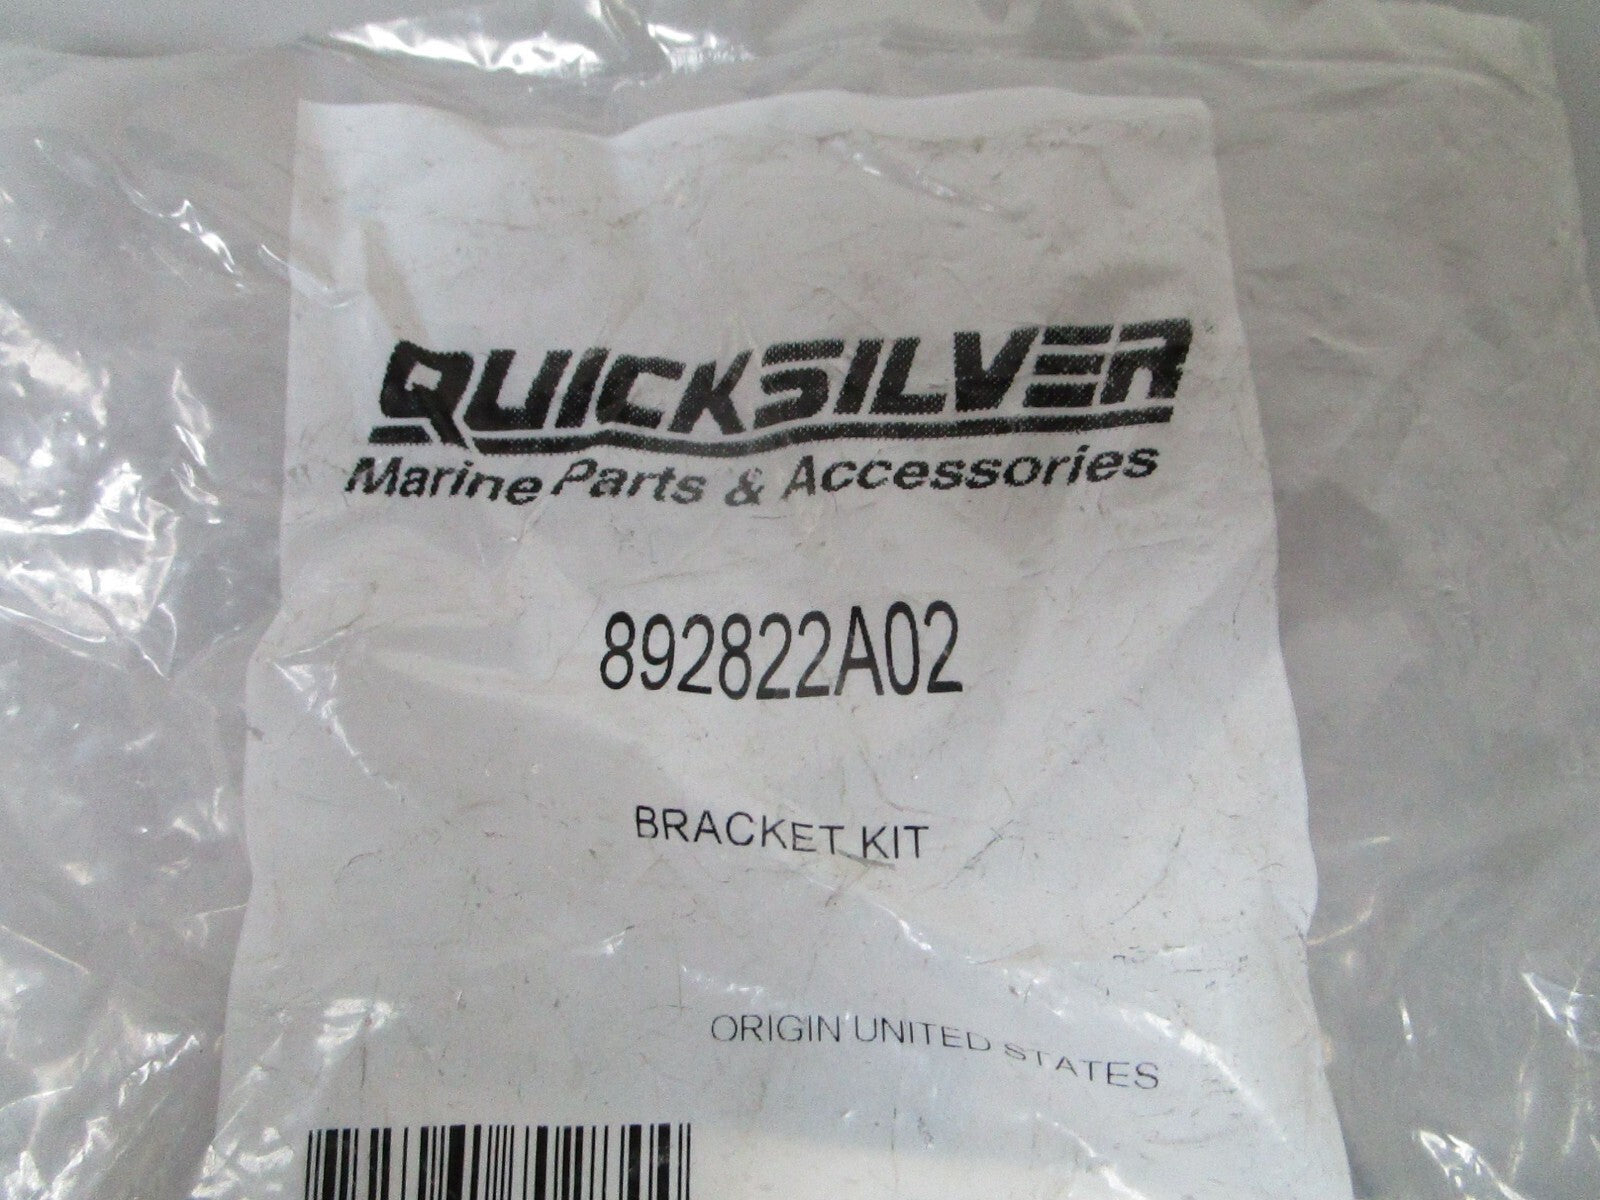 QUICKSILVER
Marine Parts & Accessories
892822A02
BRACKET KIT
ORIGIN UNITED STATES